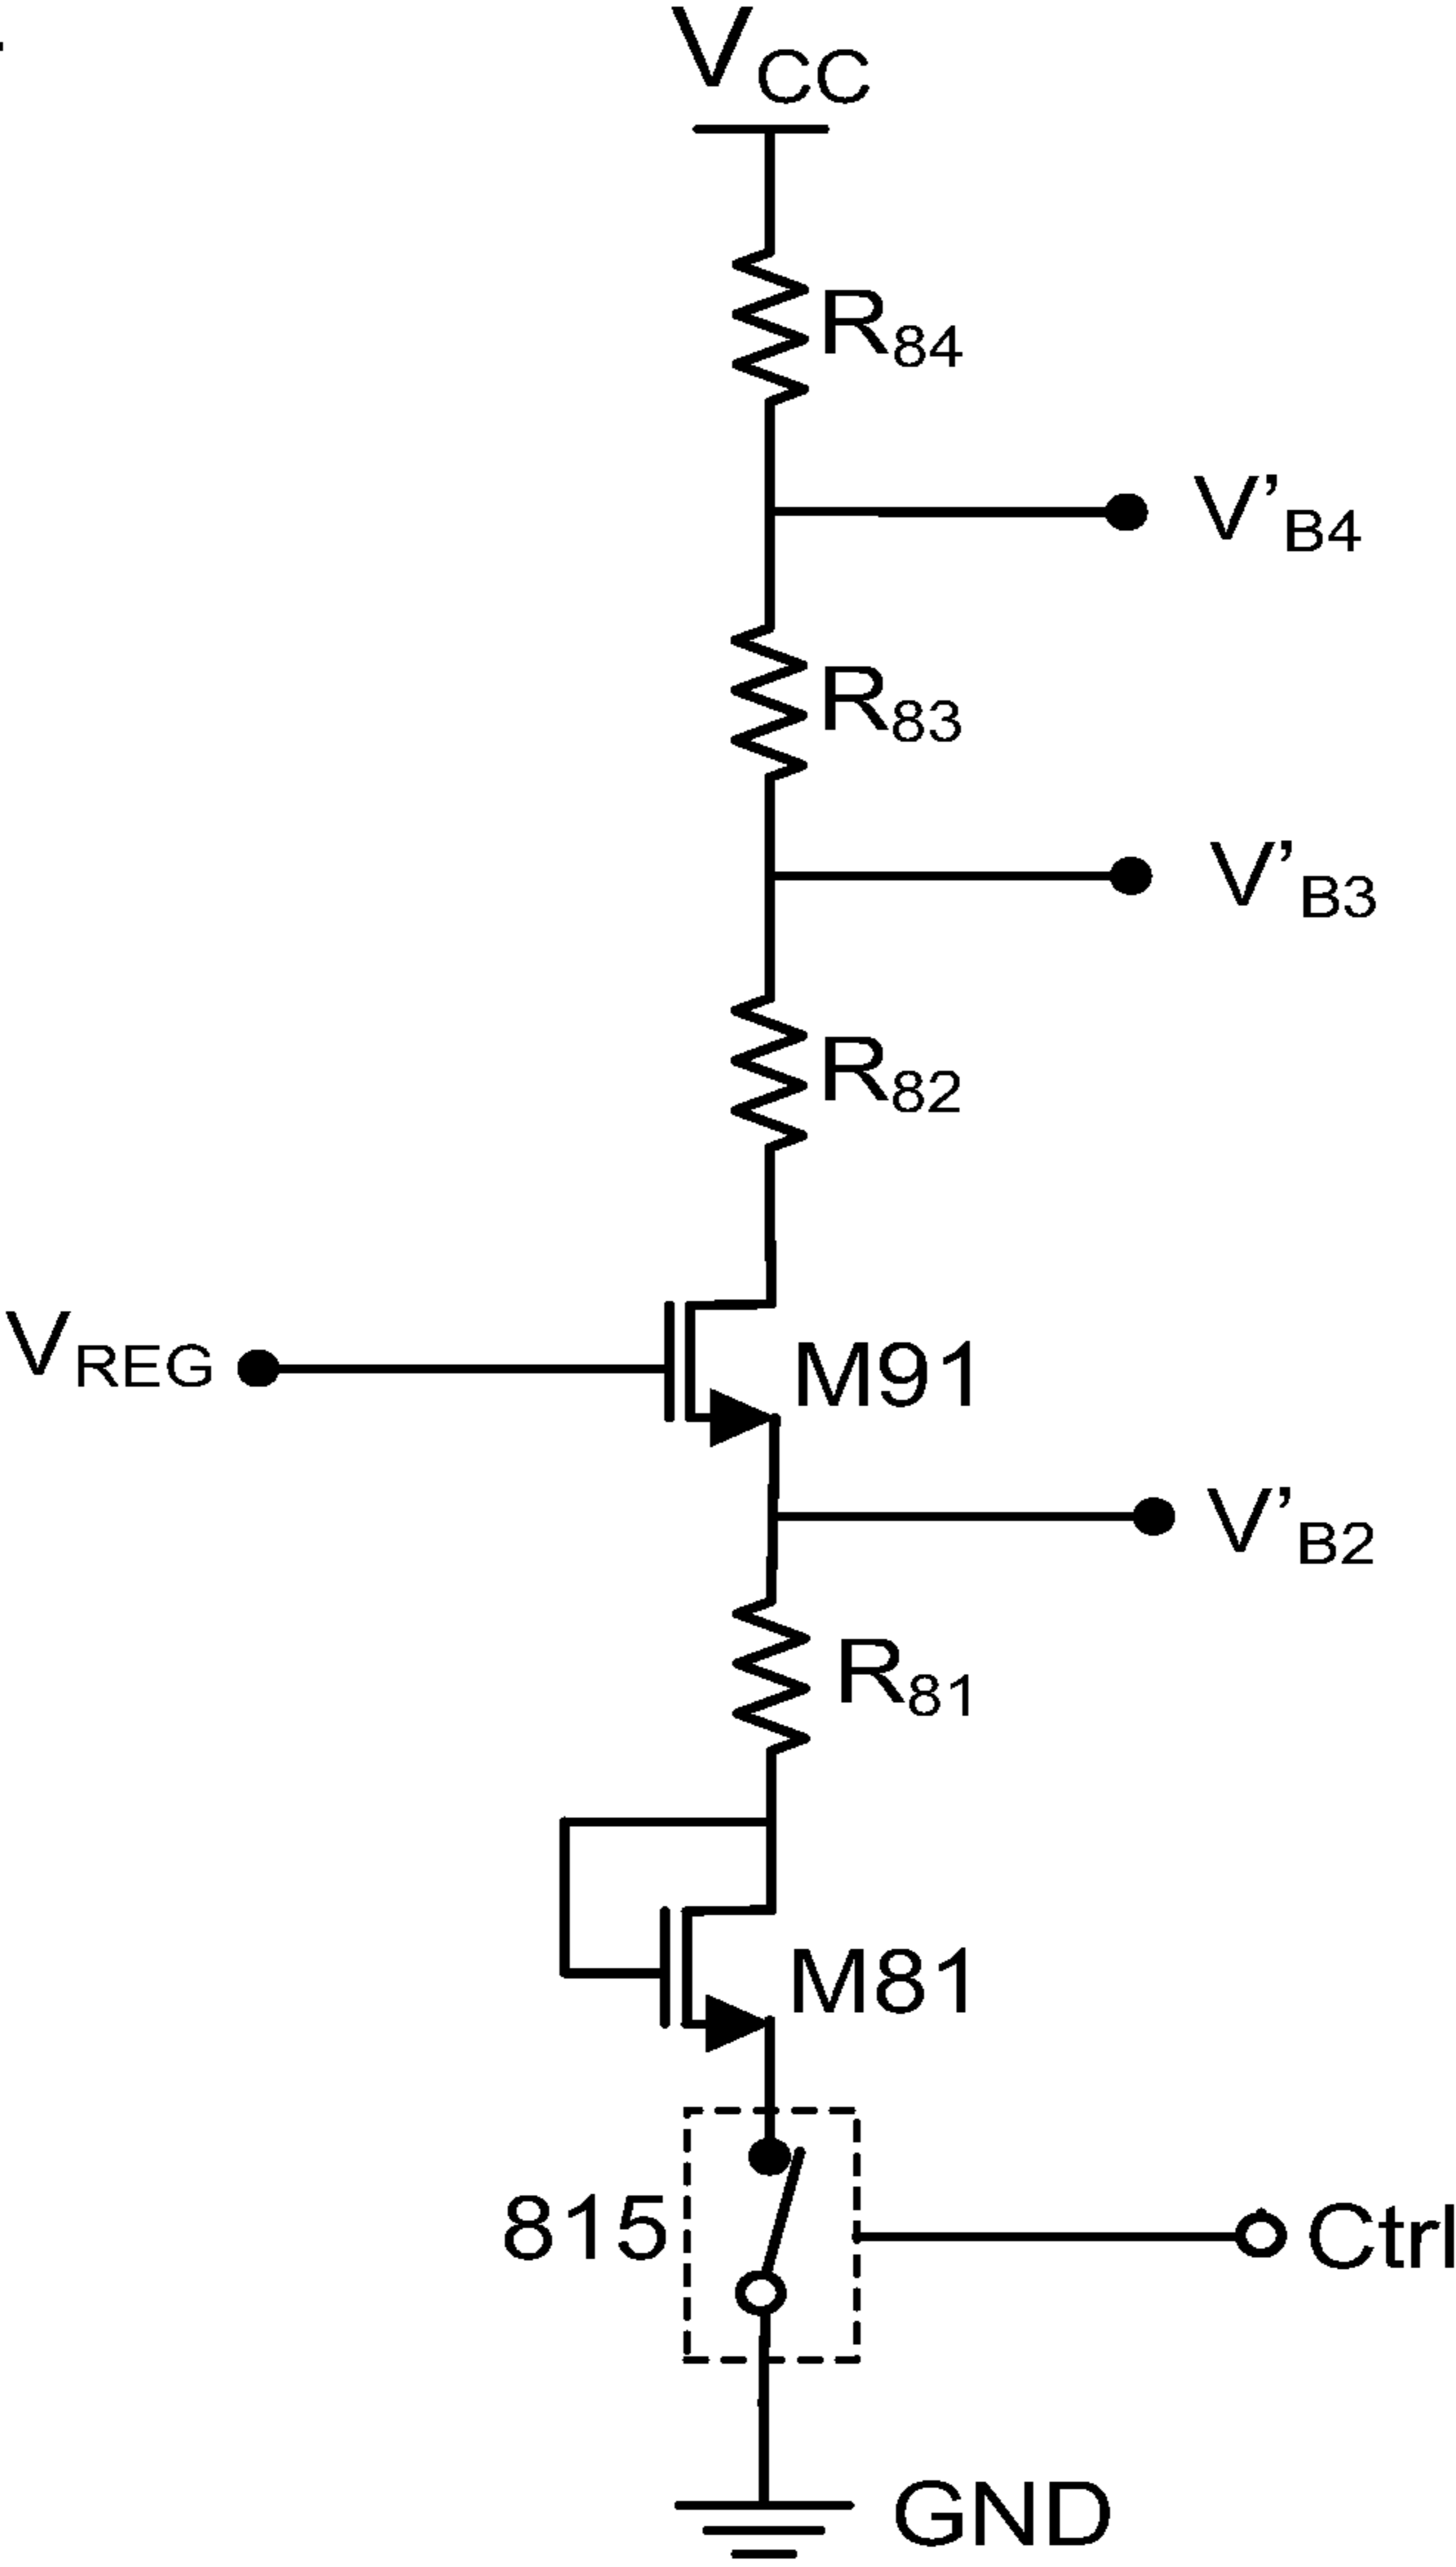 VCC
R84
V'B4
R83
V'B3
R82
VREG
M91
V'B2
R81
M81
815
Ctrl
GND